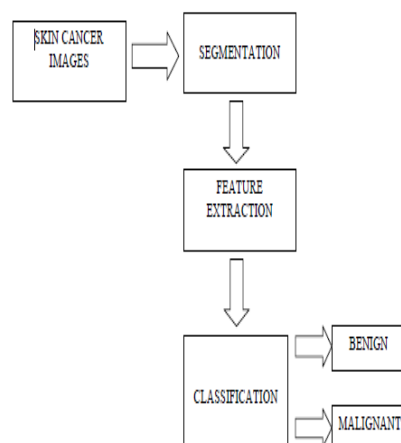 SKIN CANCER
IMAGES
SEGMENTATION
FEATURE
EXTRACTION
CLASSIFICATION
BENIGN
MALIGNANT